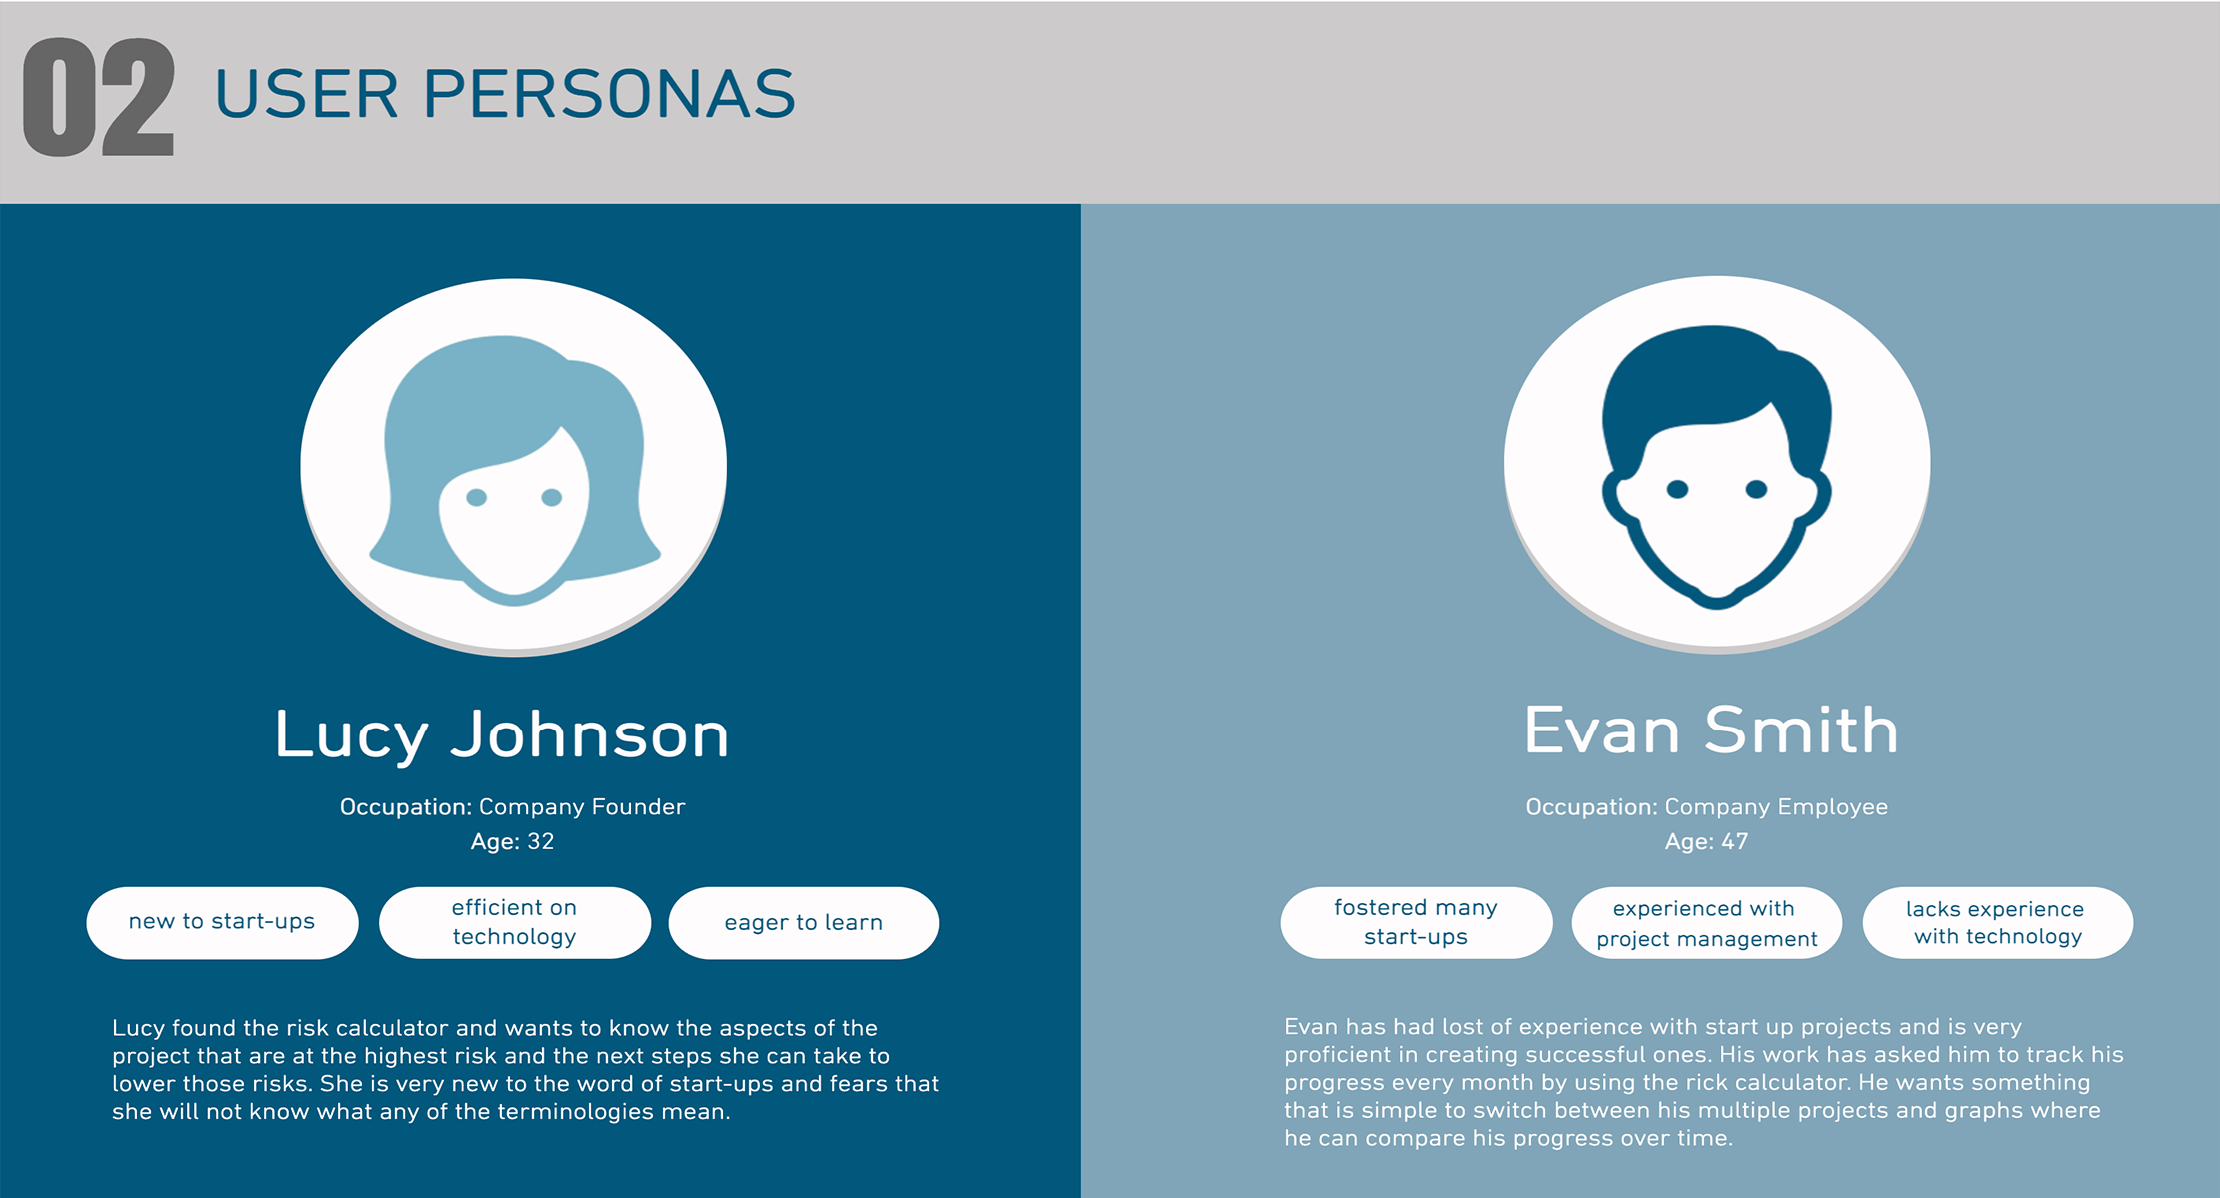 02 USER PERSONAS
Lucy Johnson
Occupation: Company Founder
Age: 32
new to start-ups
efficient on
technology
eager to learn
Lucy found the risk calculator and wants to know the aspects of the
project that are at the highest risk and the next steps she can take to
lower those risks. She is very new to the word of start-ups and fears that
she will not know what any of the terminologies mean.
Evan Smith
Occupation: Company Employee
Age: 47
fostered many
start-ups
experienced with
project management
lacks experience
with technology
Evan has had lost of experience with start up projects and is very
proficient in creating successful ones. His work has asked him to track his
progress every month by using the rick calculator. He wants something
that is simple to switch between his multiple projects and graphs where
he can compare his progress over time.